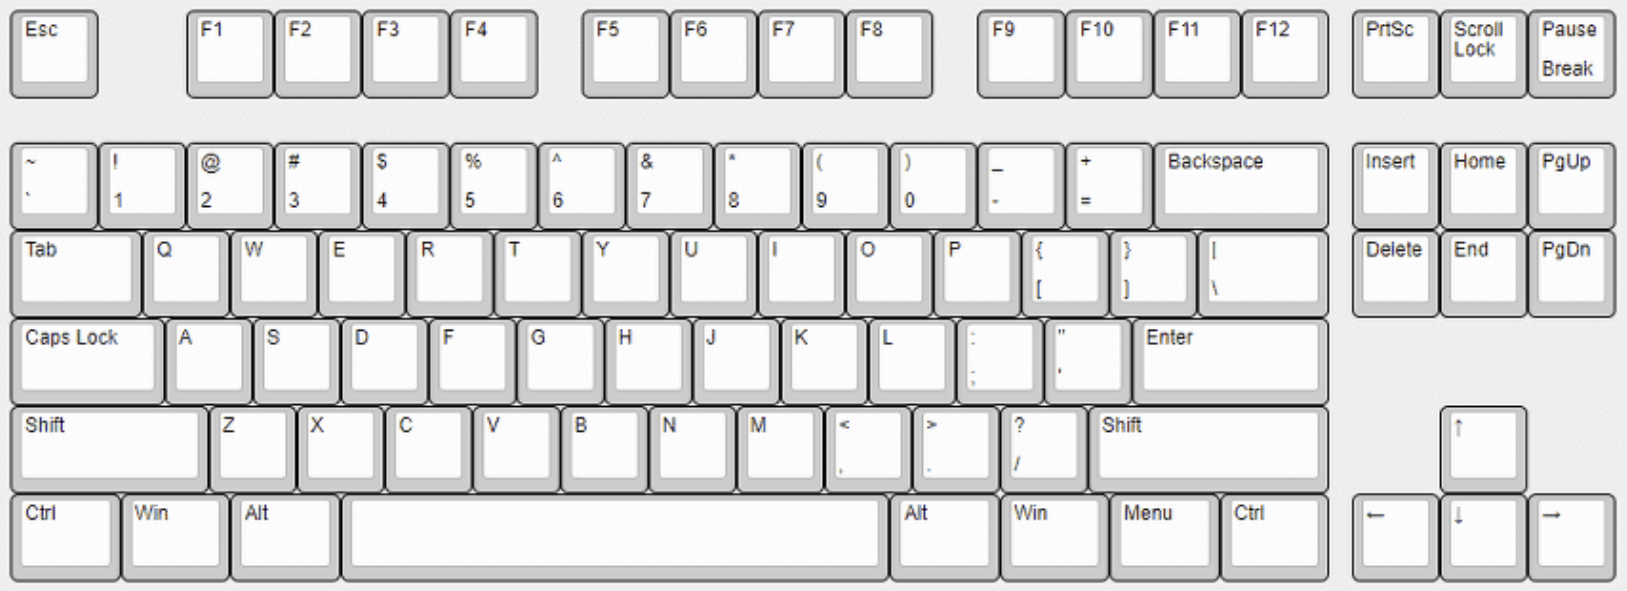 Esc F1 F2 F3 F4 F5 F6 F7 F8 F9 F10 F11 F12 PrtSc Scroll Lock Pause Break
~ ! @ # $ % ^ & * ( ) _ + Backspace Insert Home PgUp
` 1 2 3 4 5 6 7 8 9 0 - =
Tab Q W E R T Y U I O P { } | Delete End PgDn
[ ] \
Caps Lock A S D F G H J K L : " Enter
; '
Shift Z X C V B N M < > ? Shift ↑
, . /
Ctrl Win Alt Alt Win Menu Ctrl ← ↓ →